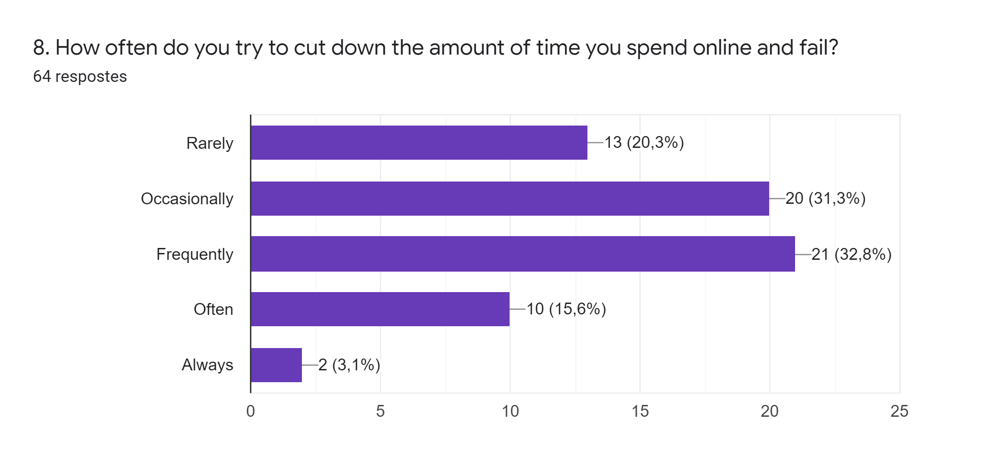 8. How often do you try to cut down the amount of time you spend online and fail?
64 respostes
Rarely
13 (20,3%)
Occasionally
20 (31,3%)
Frequently
21 (32,8%)
Often
10 (15,6%)
Always
2 (3,1%)
0 5 10 15 20 25